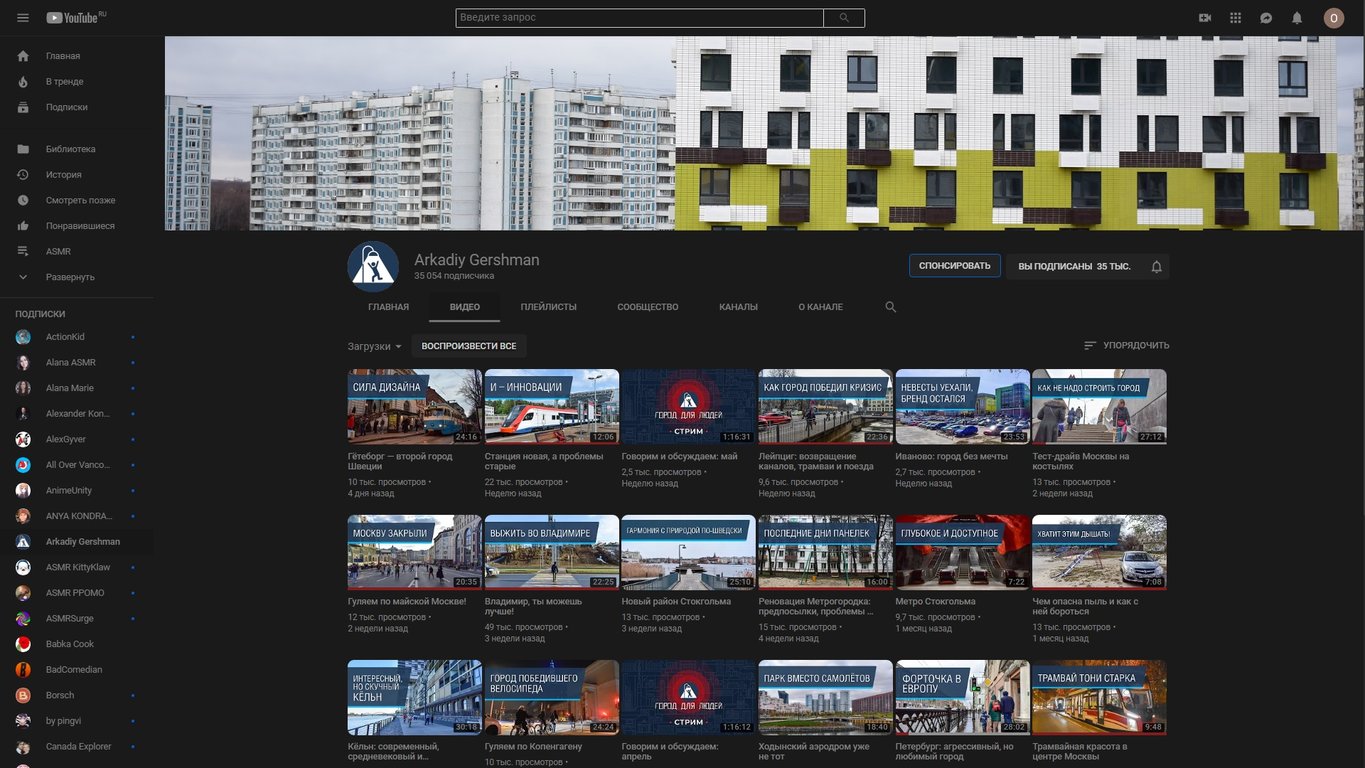 YouTube RU
Введите запрос
O
Главная
В тренде
Подписки
Библиотека
История
Смотреть позже
Понравившиеся
ASMR
Развернуть
ПОДПИСКИ
ActionKid
Alana ASMR
Alana Marie
Alexander Kon...
AlexGyver
All Over Vanco...
AnimeUnity
ANYA KONDRA...
Arkadiy Gershman
ASMR KittyKlaw
ASMR PPOMO
ASMRSurge
Babka Cook
BadComedian
Borsch
by pingvi
Canada Explorer
Arkadiy Gershman
35 054 подписчика
СПОНСИРОВАТЬ
ВЫ ПОДПИСАНЫ 35 ТЫС.
ГЛАВНАЯ ВИДЕО ПЛЕЙЛИСТЫ СООБЩЕСТВО КАНАЛЫ О КАНАЛЕ
Загрузки
ВОСПРОИЗВЕСТИ ВСЕ
УПОРЯДОЧИТЬ
СИЛА ДИЗАЙНА
24:16
Гётеборг — второй город
Швеции
10 тыс. просмотров •
4 дня назад
И – ИННОВАЦИИ
12:06
Станция новая, а проблемы
старые
22 тыс. просмотров •
Неделю назад
ГОРОД ДЛЯ ЛЮДЕЙ
• СТРИМ •
1:16:31
Говорим и обсуждаем: май
2,5 тыс. просмотров •
Неделю назад
КАК ГОРОД ПОБЕДИЛ КРИЗИС
22:36
Лейпциг: возвращение
каналов, трамваи и поезда
9,6 тыс. просмотров •
Неделю назад
НЕВЕСТЫ УЕХАЛИ,
БРЕНД ОСТАЛСЯ
23:53
Иваново: город без мечты
2,7 тыс. просмотров •
Неделю назад
КАК НЕ НАДО СТРОИТЬ ГОРОД
27:12
Тест-драйв Москвы на
костылях
13 тыс. просмотров •
2 недели назад
МОСКВУ ЗАКРЫЛИ
20:35
Гуляем по майской Москве!
12 тыс. просмотров •
2 недели назад
ВЫЖИТЬ ВО ВЛАДИМИРЕ
22:25
Владимир, ты можешь
лучше!
49 тыс. просмотров •
3 недели назад
ГАРМОНИЯ С ПРИРОДОЙ ПО-ШВЕДСКИ
25:10
Новый район Стокгольма
13 тыс. просмотров •
3 недели назад
ПОСЛЕДНИЕ ДНИ ПАНЕЛЕК
16:00
Реновация Метрогородка:
предпосылки, проблемы ...
15 тыс. просмотров •
4 недели назад
ГЛУБОКОЕ И ДОСТУПНОЕ
7:22
Метро Стокгольма
9,7 тыс. просмотров •
1 месяц назад
ХВАТИТ ЭТИМ ДЫШАТЬ!
7:08
Чем опасна пыль и как с
ней бороться
13 тыс. просмотров •
1 месяц назад
ИНТЕРЕСНЫЙ,
НО СКУЧНЫЙ
КЁЛЬН
30:16
Кёльн: современный,
средневековый и...
ГОРОД ПОБЕДИВШЕГО
ВЕЛОСИПЕДА
24:24
Гуляем по Копенгагену
10 тыс. просмотров •
ГОРОД ДЛЯ ЛЮДЕЙ
• СТРИМ •
1:16:12
Говорим и обсуждаем:
апрель
ПАРК ВМЕСТО САМОЛЁТОВ
18:40
Ходынский аэродром уже
не тот
ФОРТОЧКА В
ЕВРОПУ
28:02
Петербург: агрессивный, но
любимый город
ТРАМВАЙ ТОНИ СТАРКА
9:48
Трамвайная красота в
центре Москвы